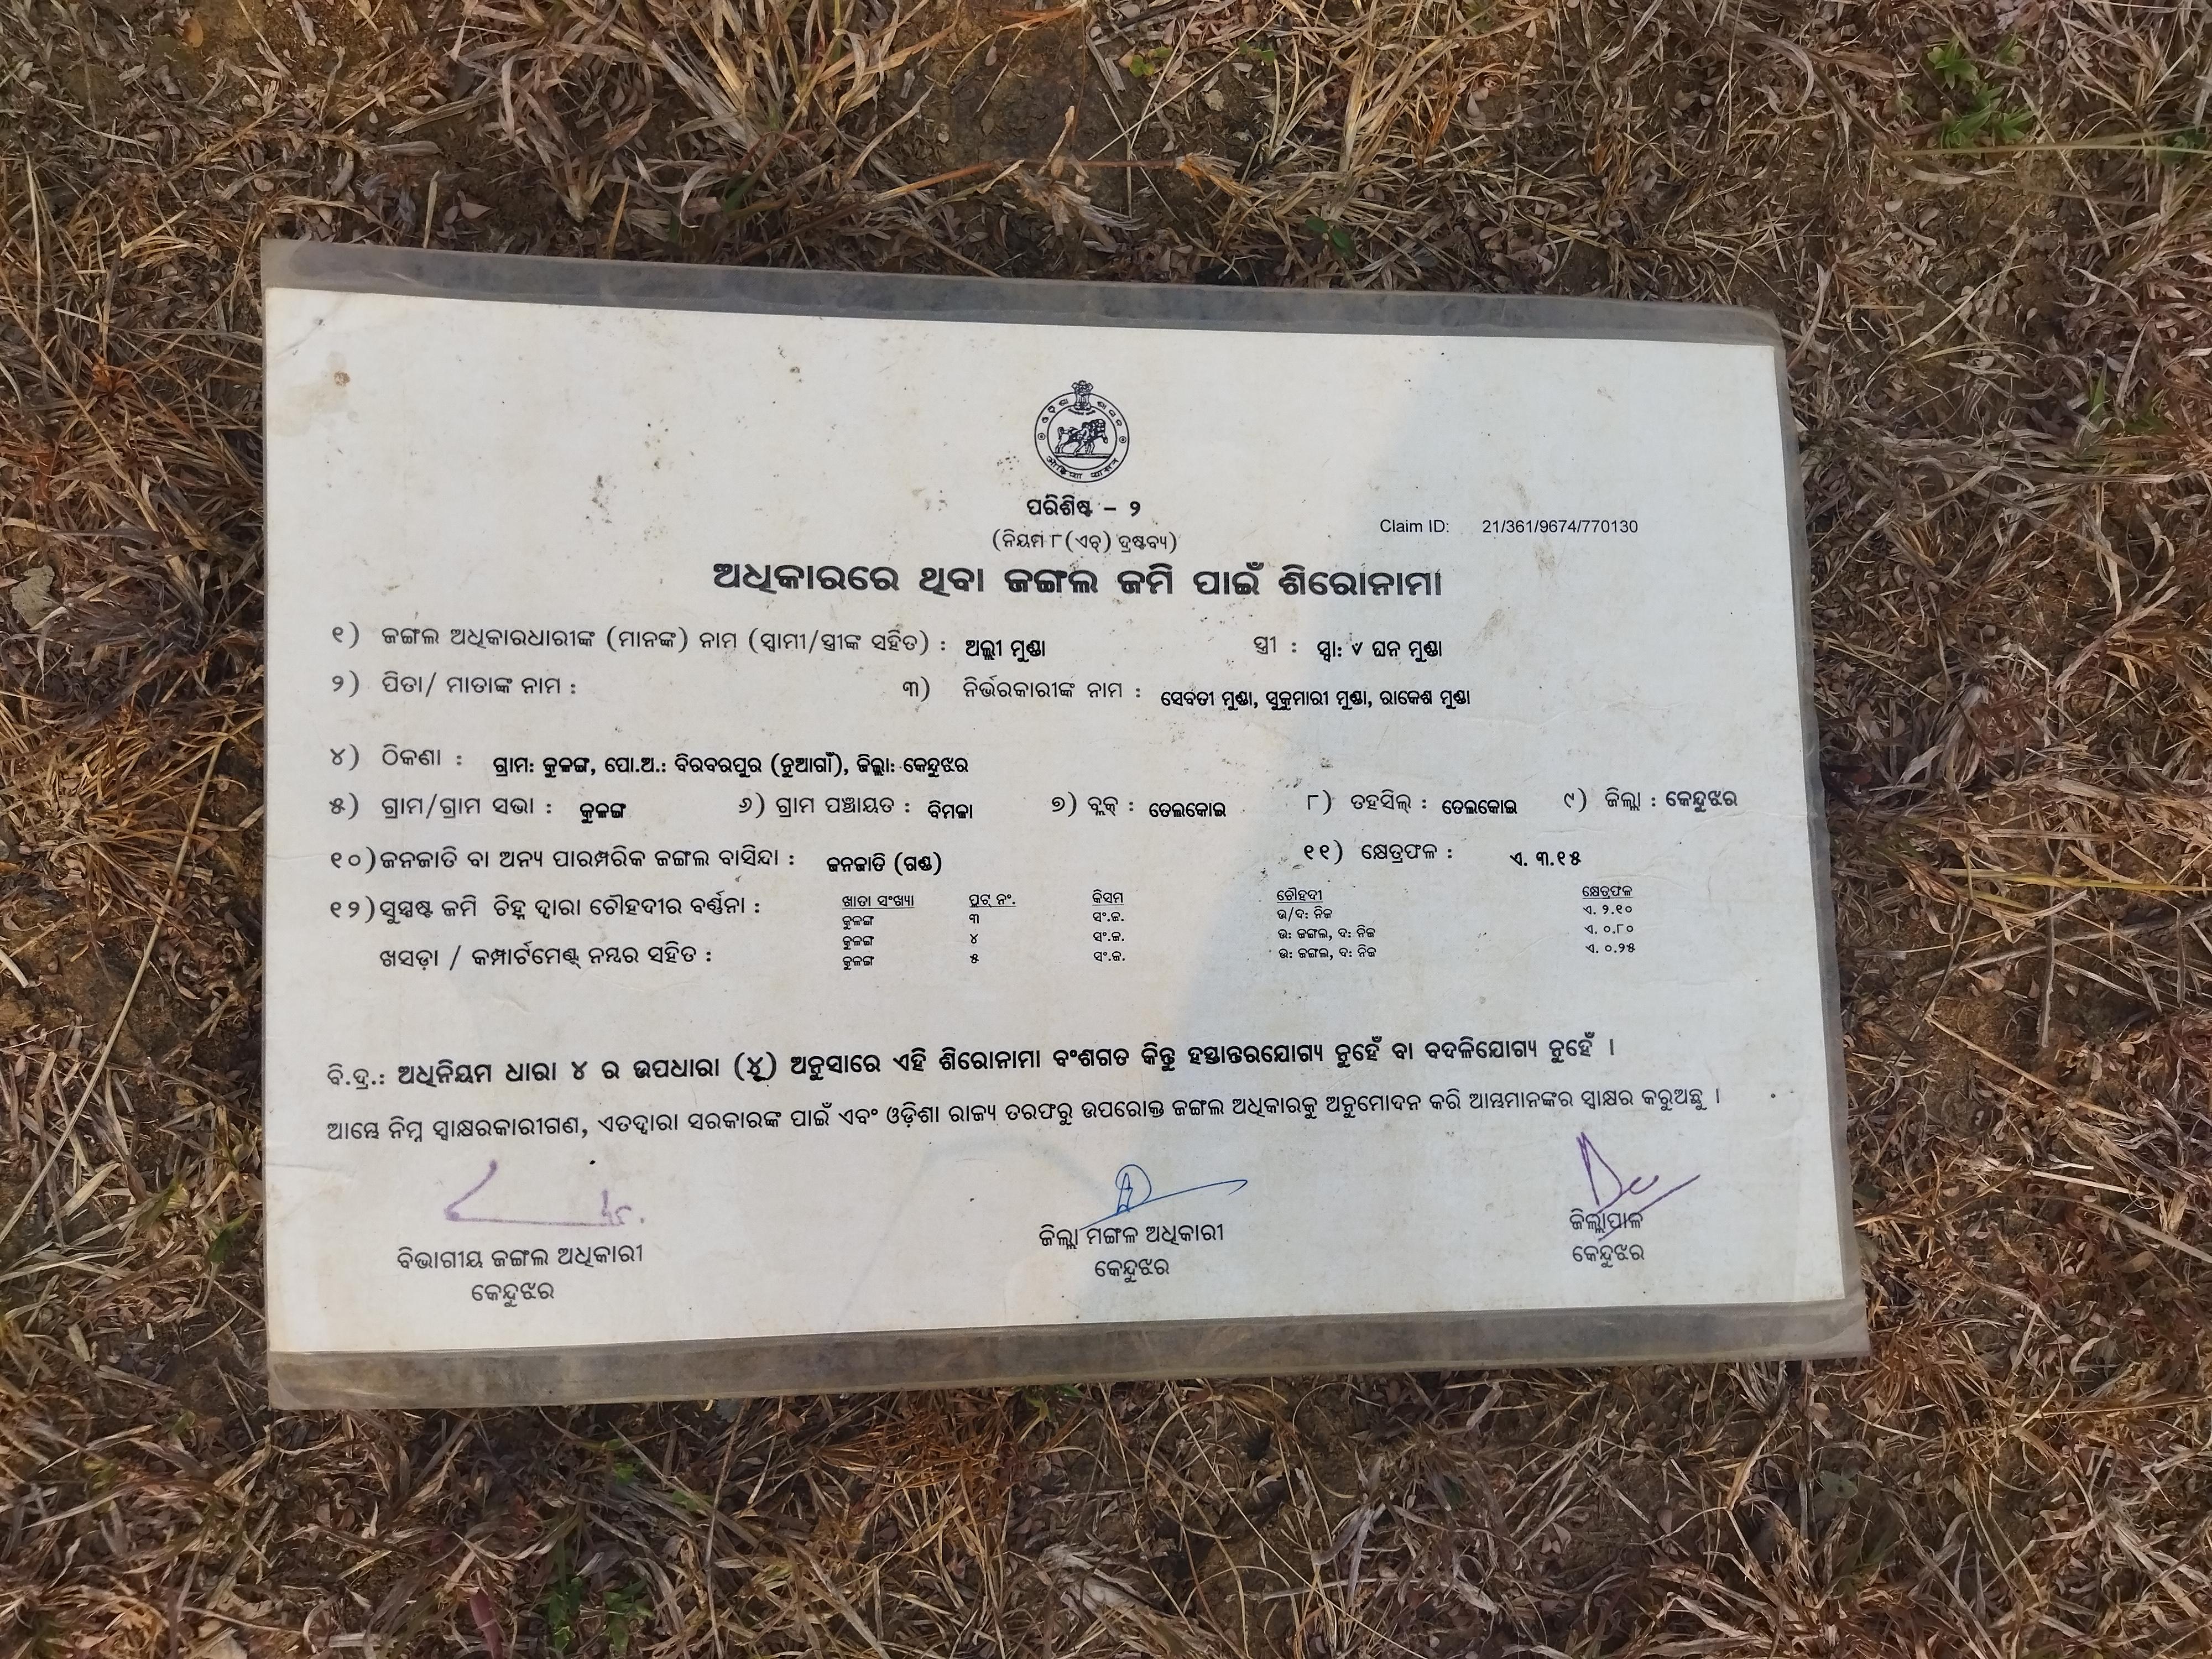 ଓଡ଼ିଶା ଶାସନ
ପରିଶିଷ୍ଟ – ୨
(ନିୟମ ୮(ଏଚ୍) ଦ୍ରଷ୍ଟବ୍ୟ)
Claim ID: 21/361/9674/770130
ଅଧିକାରରେ ଥିବା ଜଙ୍ଗଲ ଜମି ପାଇଁ ଶିରୋନାମା
୧) ଜଙ୍ଗଲ ଅଧିକାରଧାରୀଙ୍କ (ମାନଙ୍କ) ନାମ (ସ୍ୱାମୀ/ସ୍ତ୍ରୀଙ୍କ ସହିତ) : ଅଲ୍ଲୀ ମୁଣ୍ଡା ସ୍ତ୍ରୀ : ସ୍ୱା: ୰ ଘନ ମୁଣ୍ଡା
୨) ପିତା/ ମାତାଙ୍କ ନାମ : ୩) ନିର୍ଭରକାରୀଙ୍କ ନାମ : ସେବତୀ ମୁଣ୍ଡା, ସୁକୁମାରୀ ମୁଣ୍ଡା, ରାକେଶ ମୁଣ୍ଡା
୪) ଠିକଣା : ଗ୍ରାମ: କୁଳଙ୍ଗ, ପୋ.ଅ.: ବିରବରପୁର (ନୁଆଗାଁ), ଜିଲ୍ଲା: କେନ୍ଦୁଝର
୫) ଗ୍ରାମ/ଗ୍ରାମ ସଭା : କୁଳଙ୍ଗ ୬) ଗ୍ରାମ ପଞ୍ଚାୟତ : ବିମଳା ୭) ବ୍ଲକ୍ : ତେଲକୋଇ ୮) ତହସିଲ୍ : ତେଲକୋଇ ୯) ଜିଲ୍ଲା : କେନ୍ଦୁଝର
୧୦) ଜନଜାତି ବା ଅନ୍ୟ ପାରମ୍ପରିକ ଜଙ୍ଗଲ ବାସିନ୍ଦା : ଜନଜାତି (ଗଣ୍ଡ) ୧୧) କ୍ଷେତ୍ରଫଳ : ଏ. ୩.୧୫
୧୨) ସୁସ୍ପଷ୍ଟ ଜମି ଚିହ୍ନ ଦ୍ୱାରା ଚୌହଦୀର ବର୍ଣ୍ଣନା : ଖାତା ସଂଖ୍ୟା ପ୍ଲଟ୍ ନଂ. କିସମ ଚୌହଦୀ କ୍ଷେତ୍ରଫଳ
କୁଳଙ୍ଗ ୩ ସଂ.ଜ. ଉ/ଦ: ନିଜ ଏ. ୨.୧୦
କୁଳଙ୍ଗ ୪ ସଂ.ଜ. ଉ: ଜଙ୍ଗଲ, ଦ: ନିଜ ଏ. ୦.୮୦
ଖସଡ଼ା / କମ୍ପାର୍ଟମେଣ୍ଟ୍ ନମ୍ବର ସହିତ : କୁଳଙ୍ଗ ୫ ସଂ.ଜ. ଉ: ଜଙ୍ଗଲ, ଦ: ନିଜ ଏ. ୦.୨୫
ବି.ଦ୍ର.: ଅଧିନିୟମ ଧାରା ୪ ର ଉପଧାରା (୪) ଅନୁସାରେ ଏହି ଶିରୋନାମା ବଂଶଗତ କିନ୍ତୁ ହସ୍ତାନ୍ତରଯୋଗ୍ୟ ନୁହେଁ ବା ବଦଳିଯୋଗ୍ୟ ନୁହେଁ ।
ଆମ୍ଭେ ନିମ୍ନ ସ୍ୱାକ୍ଷରକାରୀଗଣ, ଏତଦ୍ୱାରା ସରକାରଙ୍କ ପାଇଁ ଏବଂ ଓଡ଼ିଶା ରାଜ୍ୟ ତରଫରୁ ଉପରୋକ୍ତ ଜଙ୍ଗଲ ଅଧିକାରକୁ ଅନୁମୋଦନ କରି ଆମ୍ଭମାନଙ୍କର ସ୍ୱାକ୍ଷର କରୁଅଛୁ ।
ବିଭାଗୀୟ ଜଙ୍ଗଲ ଅଧିକାରୀ
କେନ୍ଦୁଝର
ଜିଲ୍ଲା ମଙ୍ଗଳ ଅଧିକାରୀ
କେନ୍ଦୁଝର
ଜିଲ୍ଲାପାଳ
କେନ୍ଦୁଝର